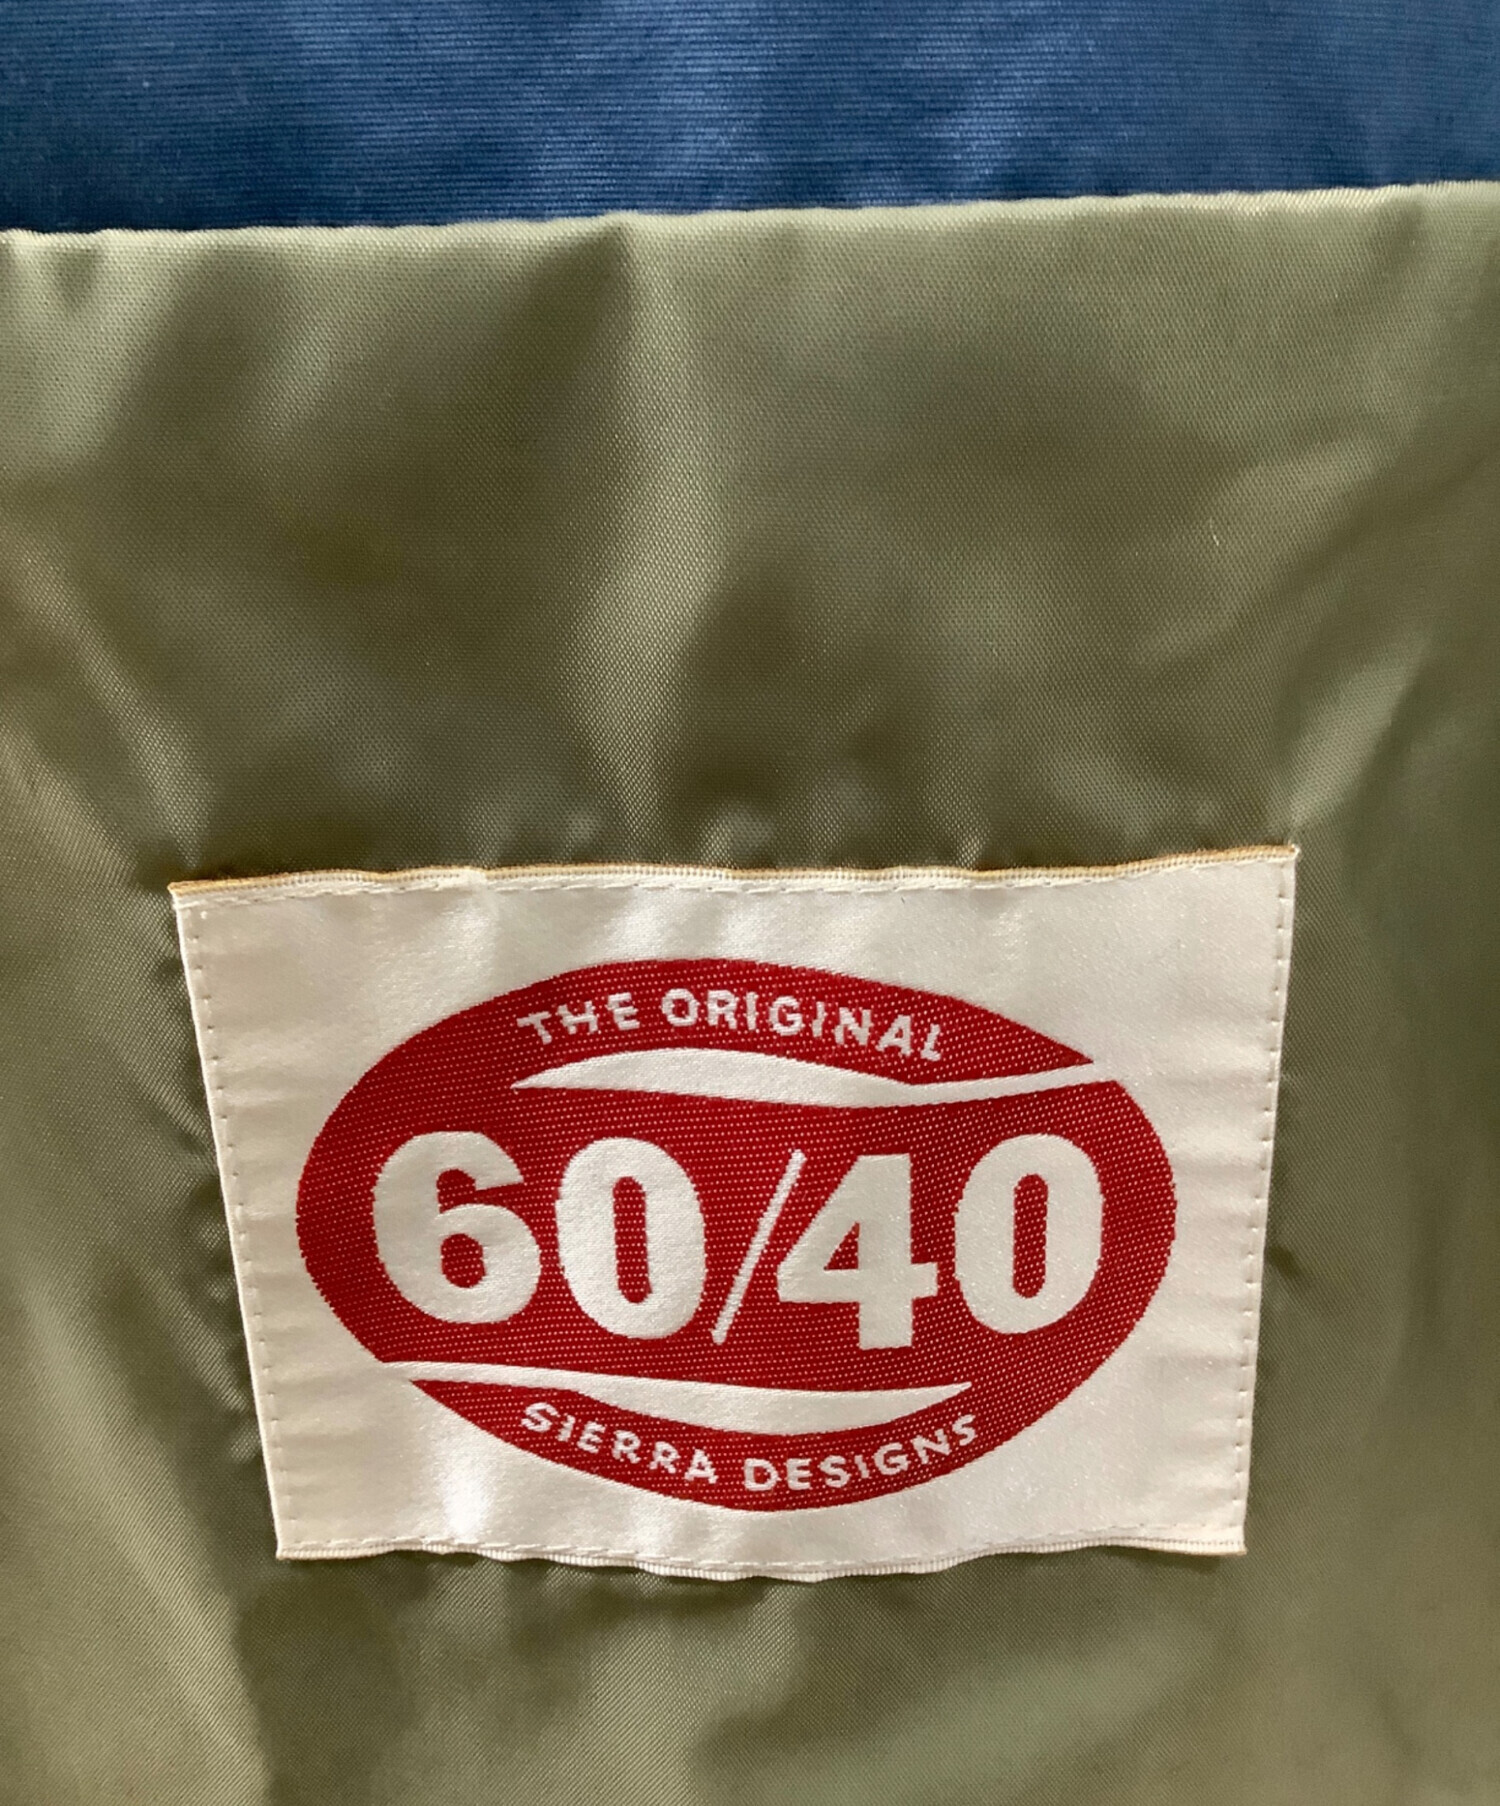 THE ORIGINAL
60/40
SIERRA DESIGNS